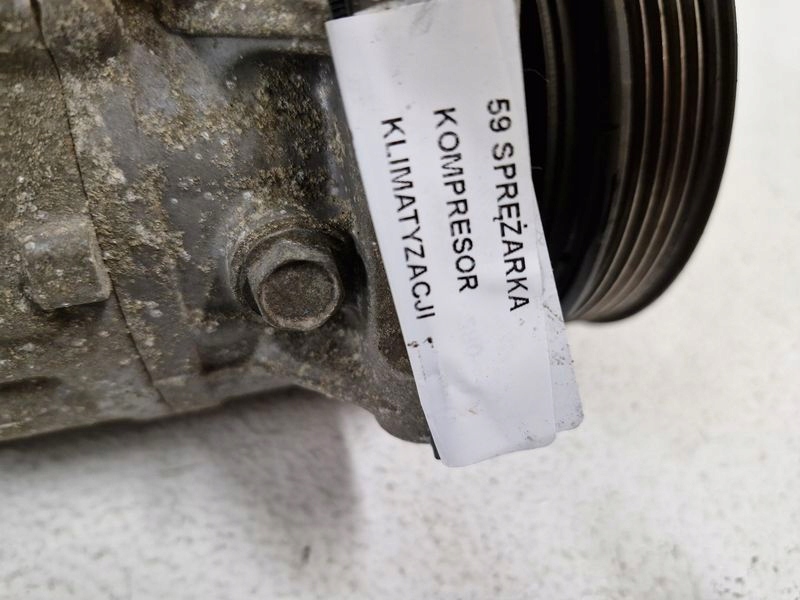 59 SPRĘŻARKA
KOMPRESOR
KLIMATYZACJI